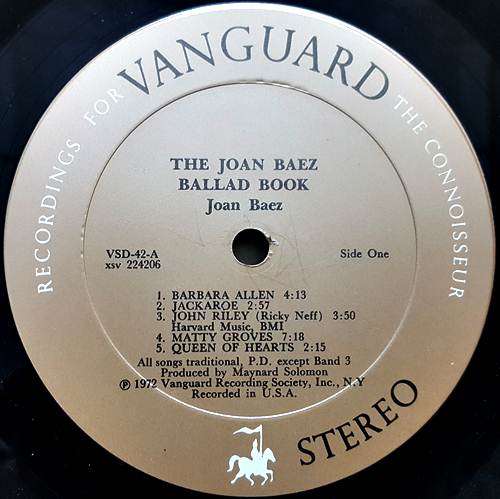 RECORDINGS FOR VANGUARD THE CONNOISSEUR
THE JOAN BAEZ
BALLAD BOOK
Joan Baez
VSD-42-A
xsv 224206
Side One
1. BARBARA ALLEN 4:13
2. JACKAROE 2:57
3. JOHN RILEY (Ricky Neff) 3:50
Harvard Music, BMI
4. MATTY GROVES 7:18
5. QUEEN OF HEARTS 2:15
All songs traditional, P.D. except Band 3
Produced by Maynard Solomon
℗ 1972 Vanguard Recording Society, Inc., N.Y
Recorded in U.S.A.
STEREO